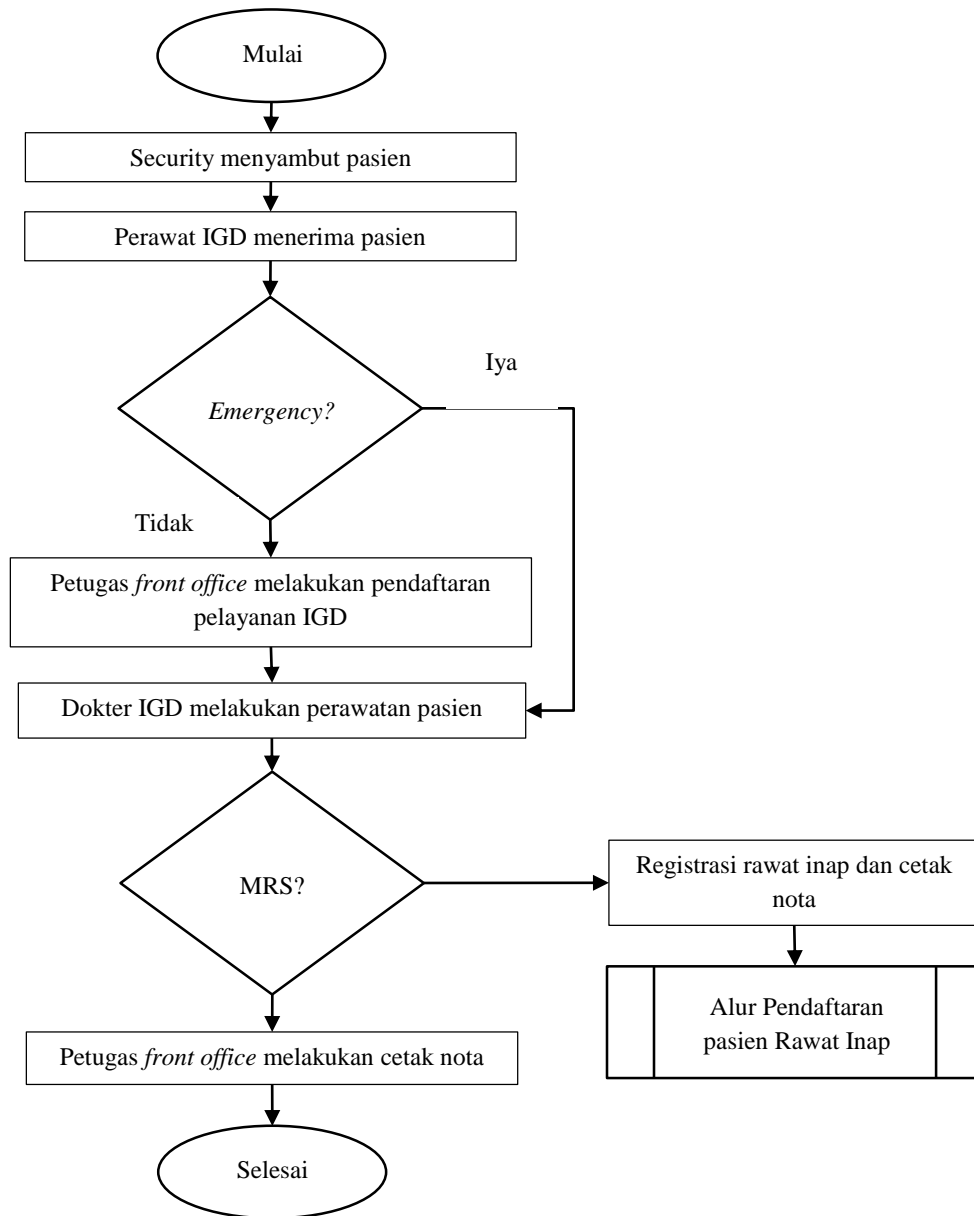 Mulai
Security menyambut pasien
Perawat IGD menerima pasien
Iya
Emergency?
Tidak
Petugas front office melakukan pendaftaran
pelayanan IGD
Dokter IGD melakukan perawatan pasien
MRS?
Registrasi rawat inap dan cetak
nota
Alur Pendaftaran
pasien Rawat Inap
Petugas front office melakukan cetak nota
Selesai